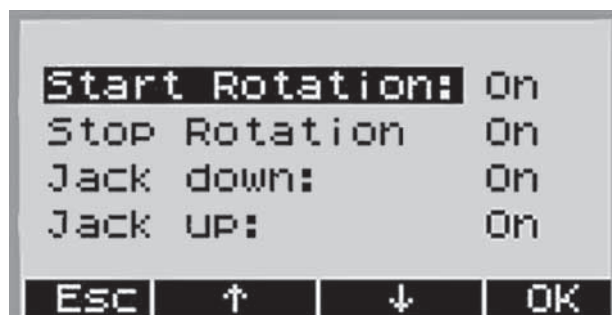 Start Rotation: On
Stop Rotation On
Jack down: On
Jack up: On
Esc ↑ ↓ OK